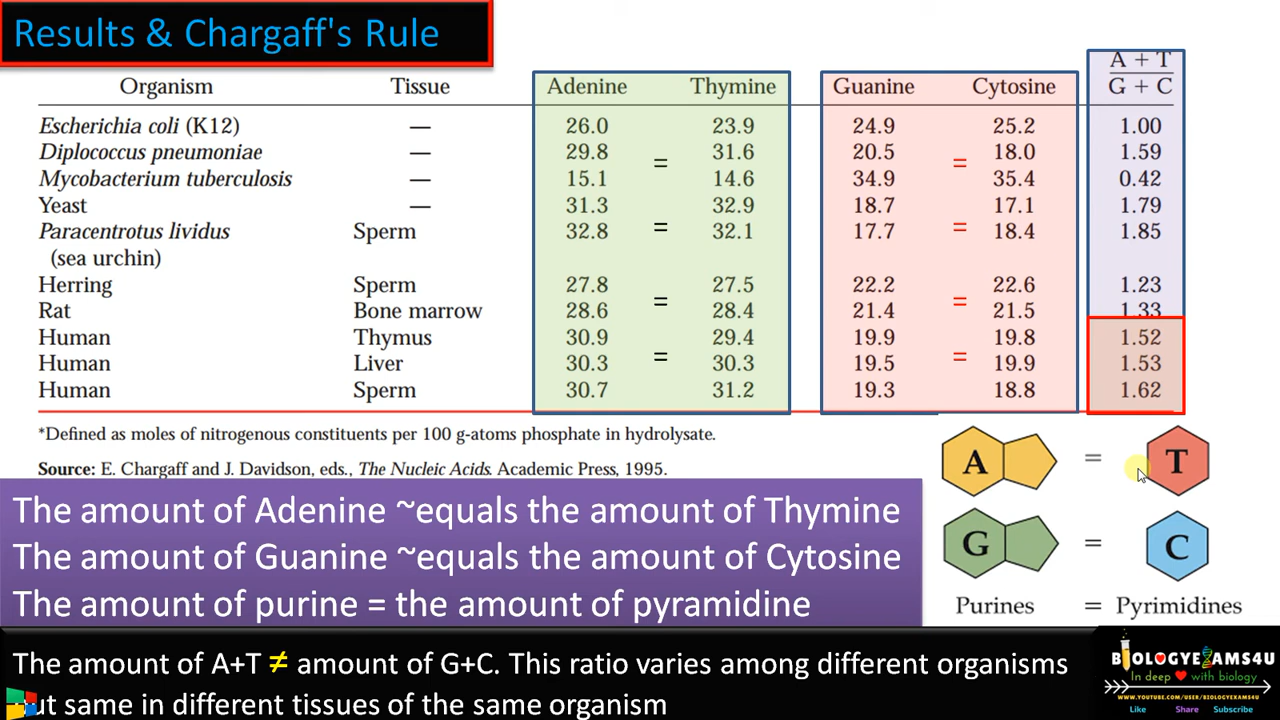 Results & Chargaff's Rule
A + T
Organism Tissue Adenine Thymine Guanine Cytosine G + C
Escherichia coli (K12) — 26.0 23.9 24.9 25.2 1.00
Diplococcus pneumoniae — 29.8 31.6 20.5 18.0 1.59
= =
Mycobacterium tuberculosis — 15.1 14.6 34.9 35.4 0.42
Yeast — 31.3 32.9 18.7 17.1 1.79
Paracentrotus lividus Sperm 32.8 = 32.1 17.7 = 18.4 1.85
(sea urchin)
Herring Sperm 27.8 27.5 22.2 22.6 1.23
= =
Rat Bone marrow 28.6 28.4 21.4 21.5 1.33
Human Thymus 30.9 29.4 19.9 19.8 1.52
Human Liver 30.3 = 30.3 19.5 = 19.9 1.53
Human Sperm 30.7 31.2 19.3 18.8 1.62
*Defined as moles of nitrogenous constituents per 100 g-atoms phosphate in hydrolysate.
Source: E. Chargaff and J. Davidson, eds., The Nucleic Acids. Academic Press, 1995.
A = T
G = C
Purines = Pyrimidines
The amount of Adenine ~equals the amount of Thymine
The amount of Guanine ~equals the amount of Cytosine
The amount of purine = the amount of pyramidine
The amount of A+T ≠ amount of G+C. This ratio varies among different organisms
same in different tissues of the same organism
BIOLOGYEXAMS4U
In deep ❤ with biology
WWW.YOUTUBE.COM/USER/BIOLOGYEXAMS4U
Like Share Subscribe